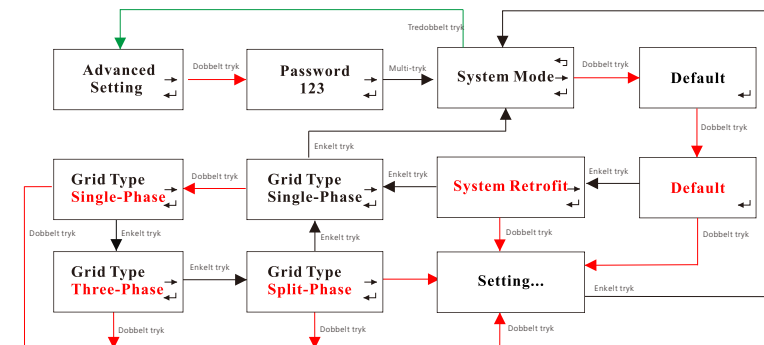 Tredobbelt tryk
Advanced
Setting
Dobbelt tryk
Password
123
Multi-tryk
System Mode
Dobbelt tryk
Default
Dobbelt tryk
Enkelt tryk
Grid Type
Single-Phase
Dobbelt tryk
Grid Type
Single-Phase
Enkelt tryk
System Retrofit
Enkelt tryk
Default
Dobbelt tryk
Enkelt tryk
Enkelt tryk
Dobbelt tryk
Dobbelt tryk
Grid Type
Three-Phase
Enkelt tryk
Grid Type
Split-Phase
Setting...
Enkelt tryk
Dobbelt tryk
Dobbelt tryk
Dobbelt tryk